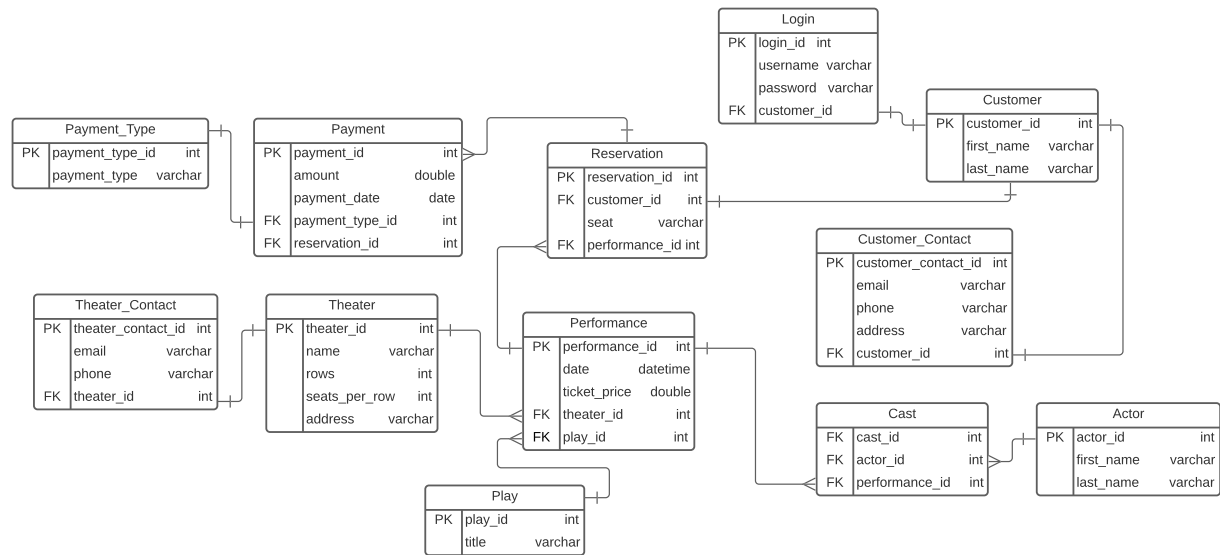 Login
PK login_id int
username varchar
password varchar
FK customer_id
Customer
PK customer_id int
first_name varchar
last_name varchar
Payment_Type
PK payment_type_id int
payment_type varchar
Payment
PK payment_id int
amount double
payment_date date
FK payment_type_id int
FK reservation_id int
Reservation
PK reservation_id int
FK customer_id int
seat varchar
FK performance_id int
Customer_Contact
PK customer_contact_id int
email varchar
phone varchar
address varchar
FK customer_id int
Theater_Contact
PK theater_contact_id int
email varchar
phone varchar
FK theater_id int
Theater
PK theater_id int
name varchar
rows int
seats_per_row int
address varchar
Performance
PK performance_id int
date datetime
ticket_price double
FK theater_id int
FK play_id int
Cast
FK cast_id int
FK actor_id int
FK performance_id int
Actor
PK actor_id int
first_name varchar
last_name varchar
Play
PK play_id int
title varchar